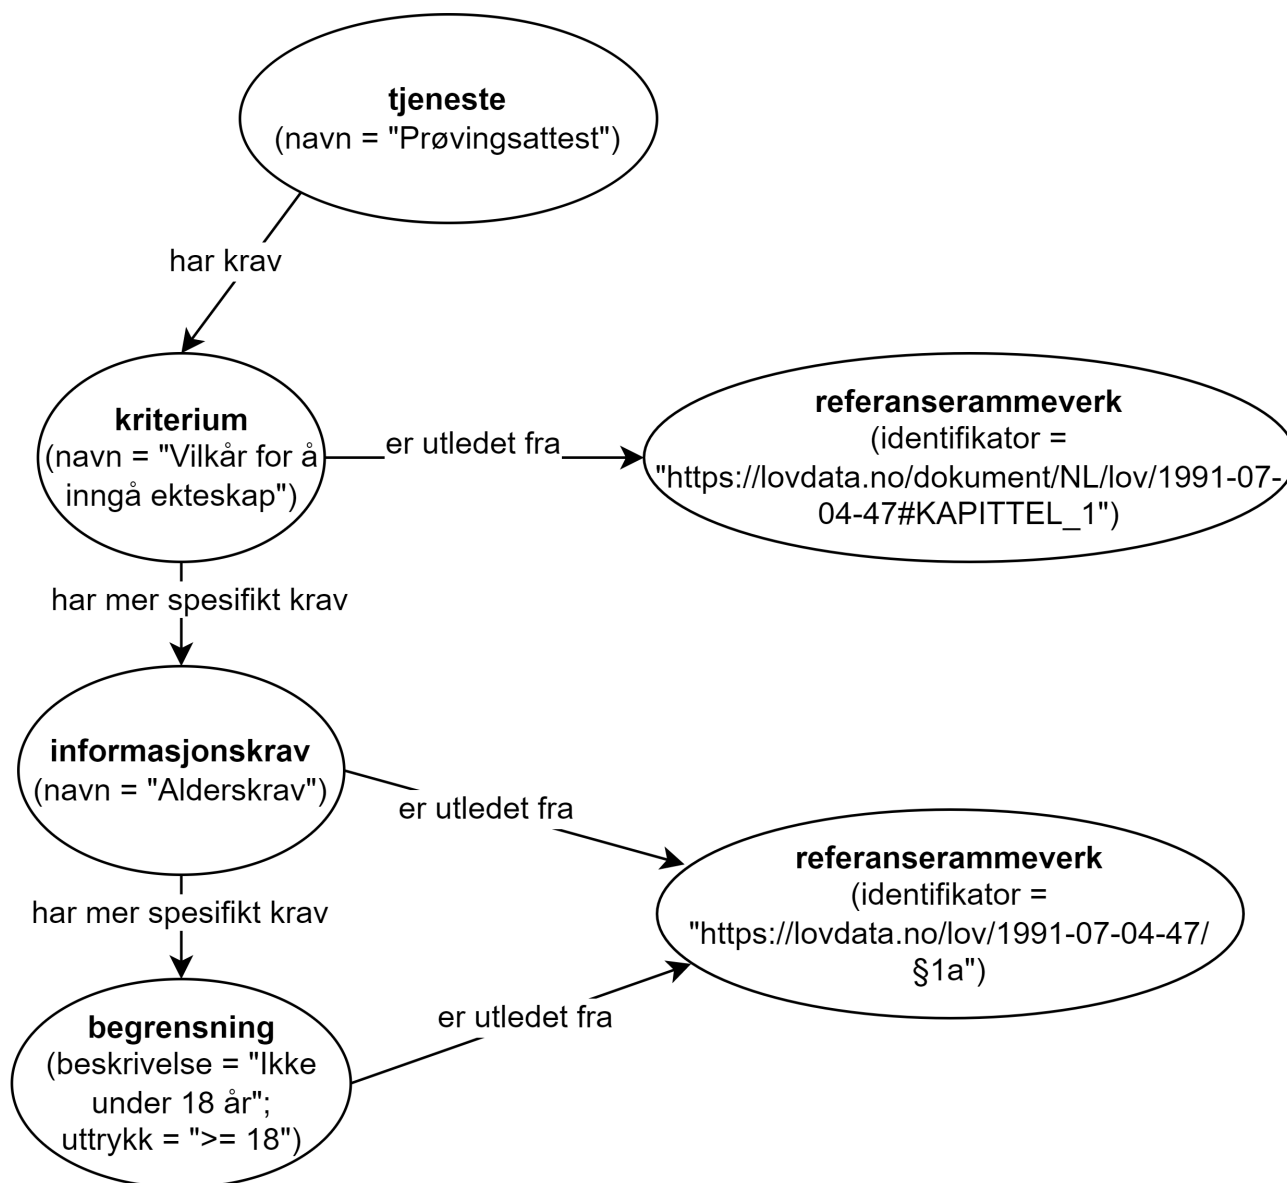 tjeneste
(navn = "Prøvingsattest")
har krav
kriterium
(navn = "Vilkår for å
inngå ekteskap")
er utledet fra
referanserammeverk
(identifikator =
"https://lovdata.no/dokument/NL/lov/1991-07-
04-47#KAPITTEL_1")
har mer spesifikt krav
informasjonskrav
(navn = "Alderskrav")
er utledet fra
referanserammeverk
(identifikator =
"https://lovdata.no/lov/1991-07-04-47/
§1a")
har mer spesifikt krav
begrensning
(beskrivelse = "Ikke
under 18 år";
uttrykk = ">= 18")
er utledet fra